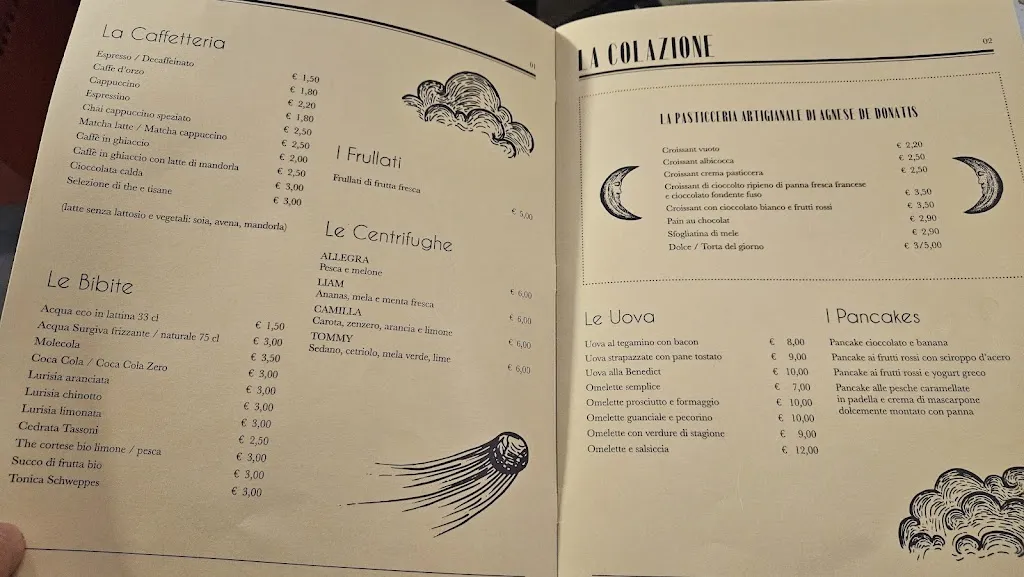 01
La Caffetteria
Espresso / Decaffeinato € 1,50
Caffè d'orzo € 1,80
Cappuccino € 2,20
Espressino € 1,80
Chai cappuccino speziato € 2,50
Matcha latte / Matcha cappuccino € 2,50
Caffè in ghiaccio € 2,00
Caffè in ghiaccio con latte di mandorla € 2,50
Cioccolata calda € 3,00
Selezione di the e tisane € 3,00
(latte senza lattosio e vegetali: soia, avena, mandorla)
Le Bibite
Acqua eco in lattina 33 cl € 1,50
Acqua Surgiva frizzante / naturale 75 cl € 3,00
Molecola € 3,50
Coca Cola / Coca Cola Zero € 3,00
Lurisia aranciata € 3,00
Lurisia chinotto € 3,00
Lurisia limonata € 3,00
Cedrata Tassoni € 2,50
The cortese bio limone / pesca € 3,00
Succo di frutta bio € 3,00
Tonica Schweppes € 3,00
I Frullati
Frullati di frutta fresca € 5,00
Le Centrifughe
ALLEGRA
Pesca e melone € 6,00
LIAM
Ananas, mela e menta fresca € 6,00
CAMILLA
Carota, zenzero, arancia e limone € 6,00
TOMMY
Sedano, cetriolo, mela verde, lime € 6,00
LA COLAZIONE
02
LA PASTICCERIA ARTIGIANALE DI AGNESE DE DONATIS
Croissant vuoto € 2,20
Croissant albicocca € 2,50
Croissant crema pasticcera € 2,50
Croissant di cioccolto ripieno di panna fresca francese
e cioccolato fondente fuso € 3,50
Croissant con cioccolato bianco e frutti rossi € 3,50
Pain au chocolat € 2,90
Sfogliatina di mele € 2,90
Dolce / Torta del giorno € 3/5,00
Le Uova
Uova al tegamino con bacon € 8,00
Uova strapazzate con pane tostato € 9,00
Uova alla Benedict € 10,00
Omelette semplice € 7,00
Omelette prosciutto e formaggio € 10,00
Omelette guanciale e pecorino € 10,00
Omelette con verdure di stagione € 9,00
Omelette e salsiccia € 12,00
I Pancakes
Pancake cioccolato e banana
Pancake ai frutti rossi con sciroppo d'acero
Pancake ai frutti rossi e yogurt greco
Pancake alle pesche caramellate
in padella e crema di mascarpone
dolcemente montato con panna